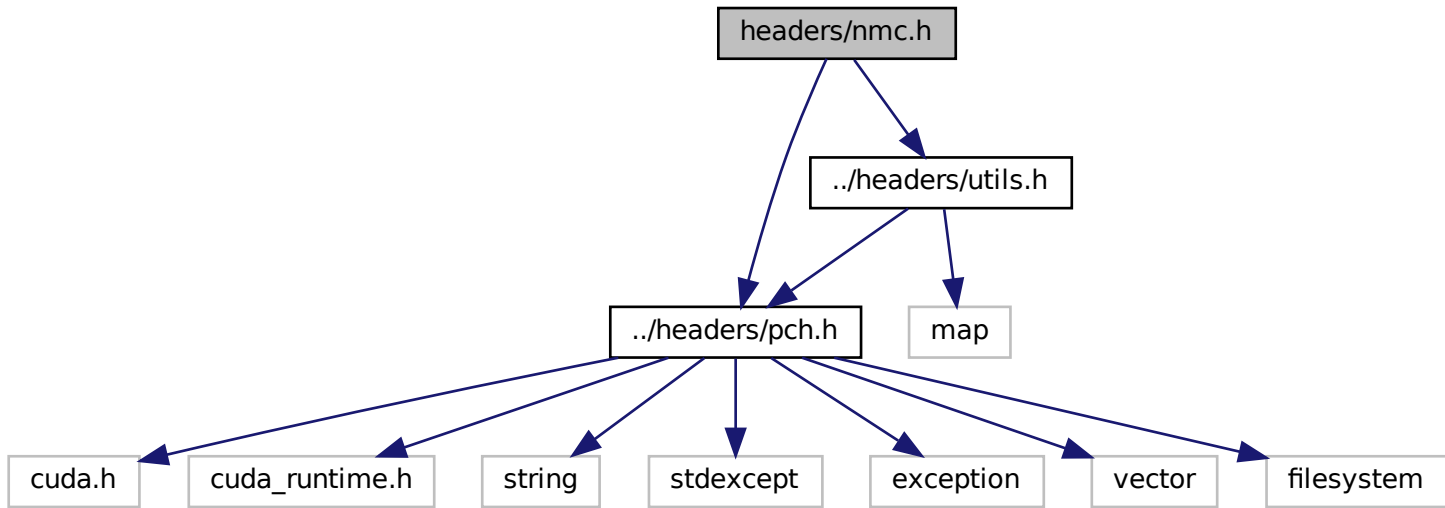 headers/nmc.h
../headers/utils.h
../headers/pch.h
map
cuda.h
cuda_runtime.h
string
stdexcept
exception
vector
filesystem